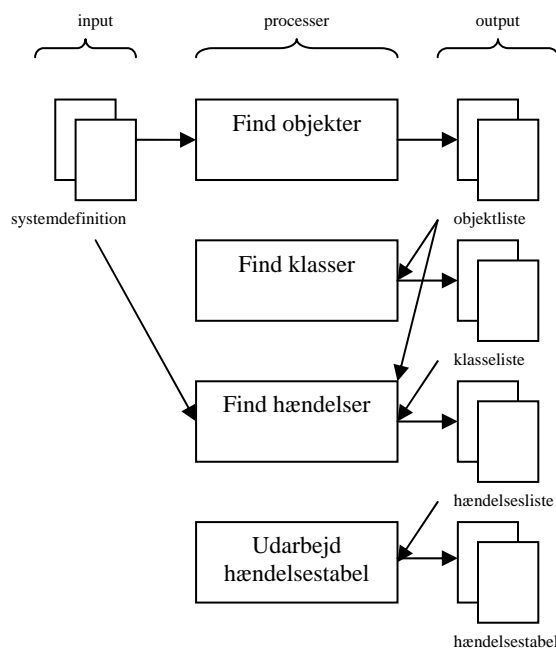 input processer output
Find objekter
systemdefinition objektliste
Find klasser
klasseliste
Find hændelser
hændelsesliste
Udarbejd
hændelsestabel
hændelsestabel